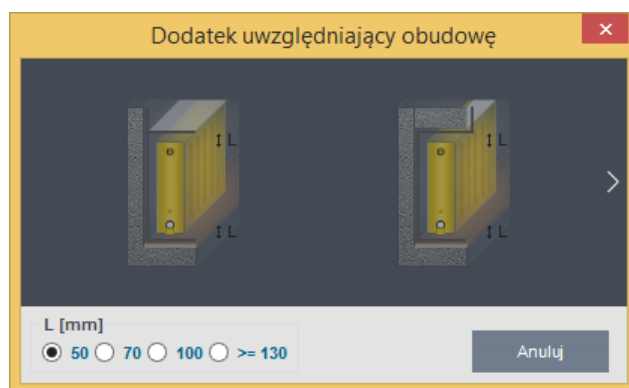 Dodatek uwzględniający obudowę
L
L
L
L
L [mm]
50 70 100 >= 130
Anuluj